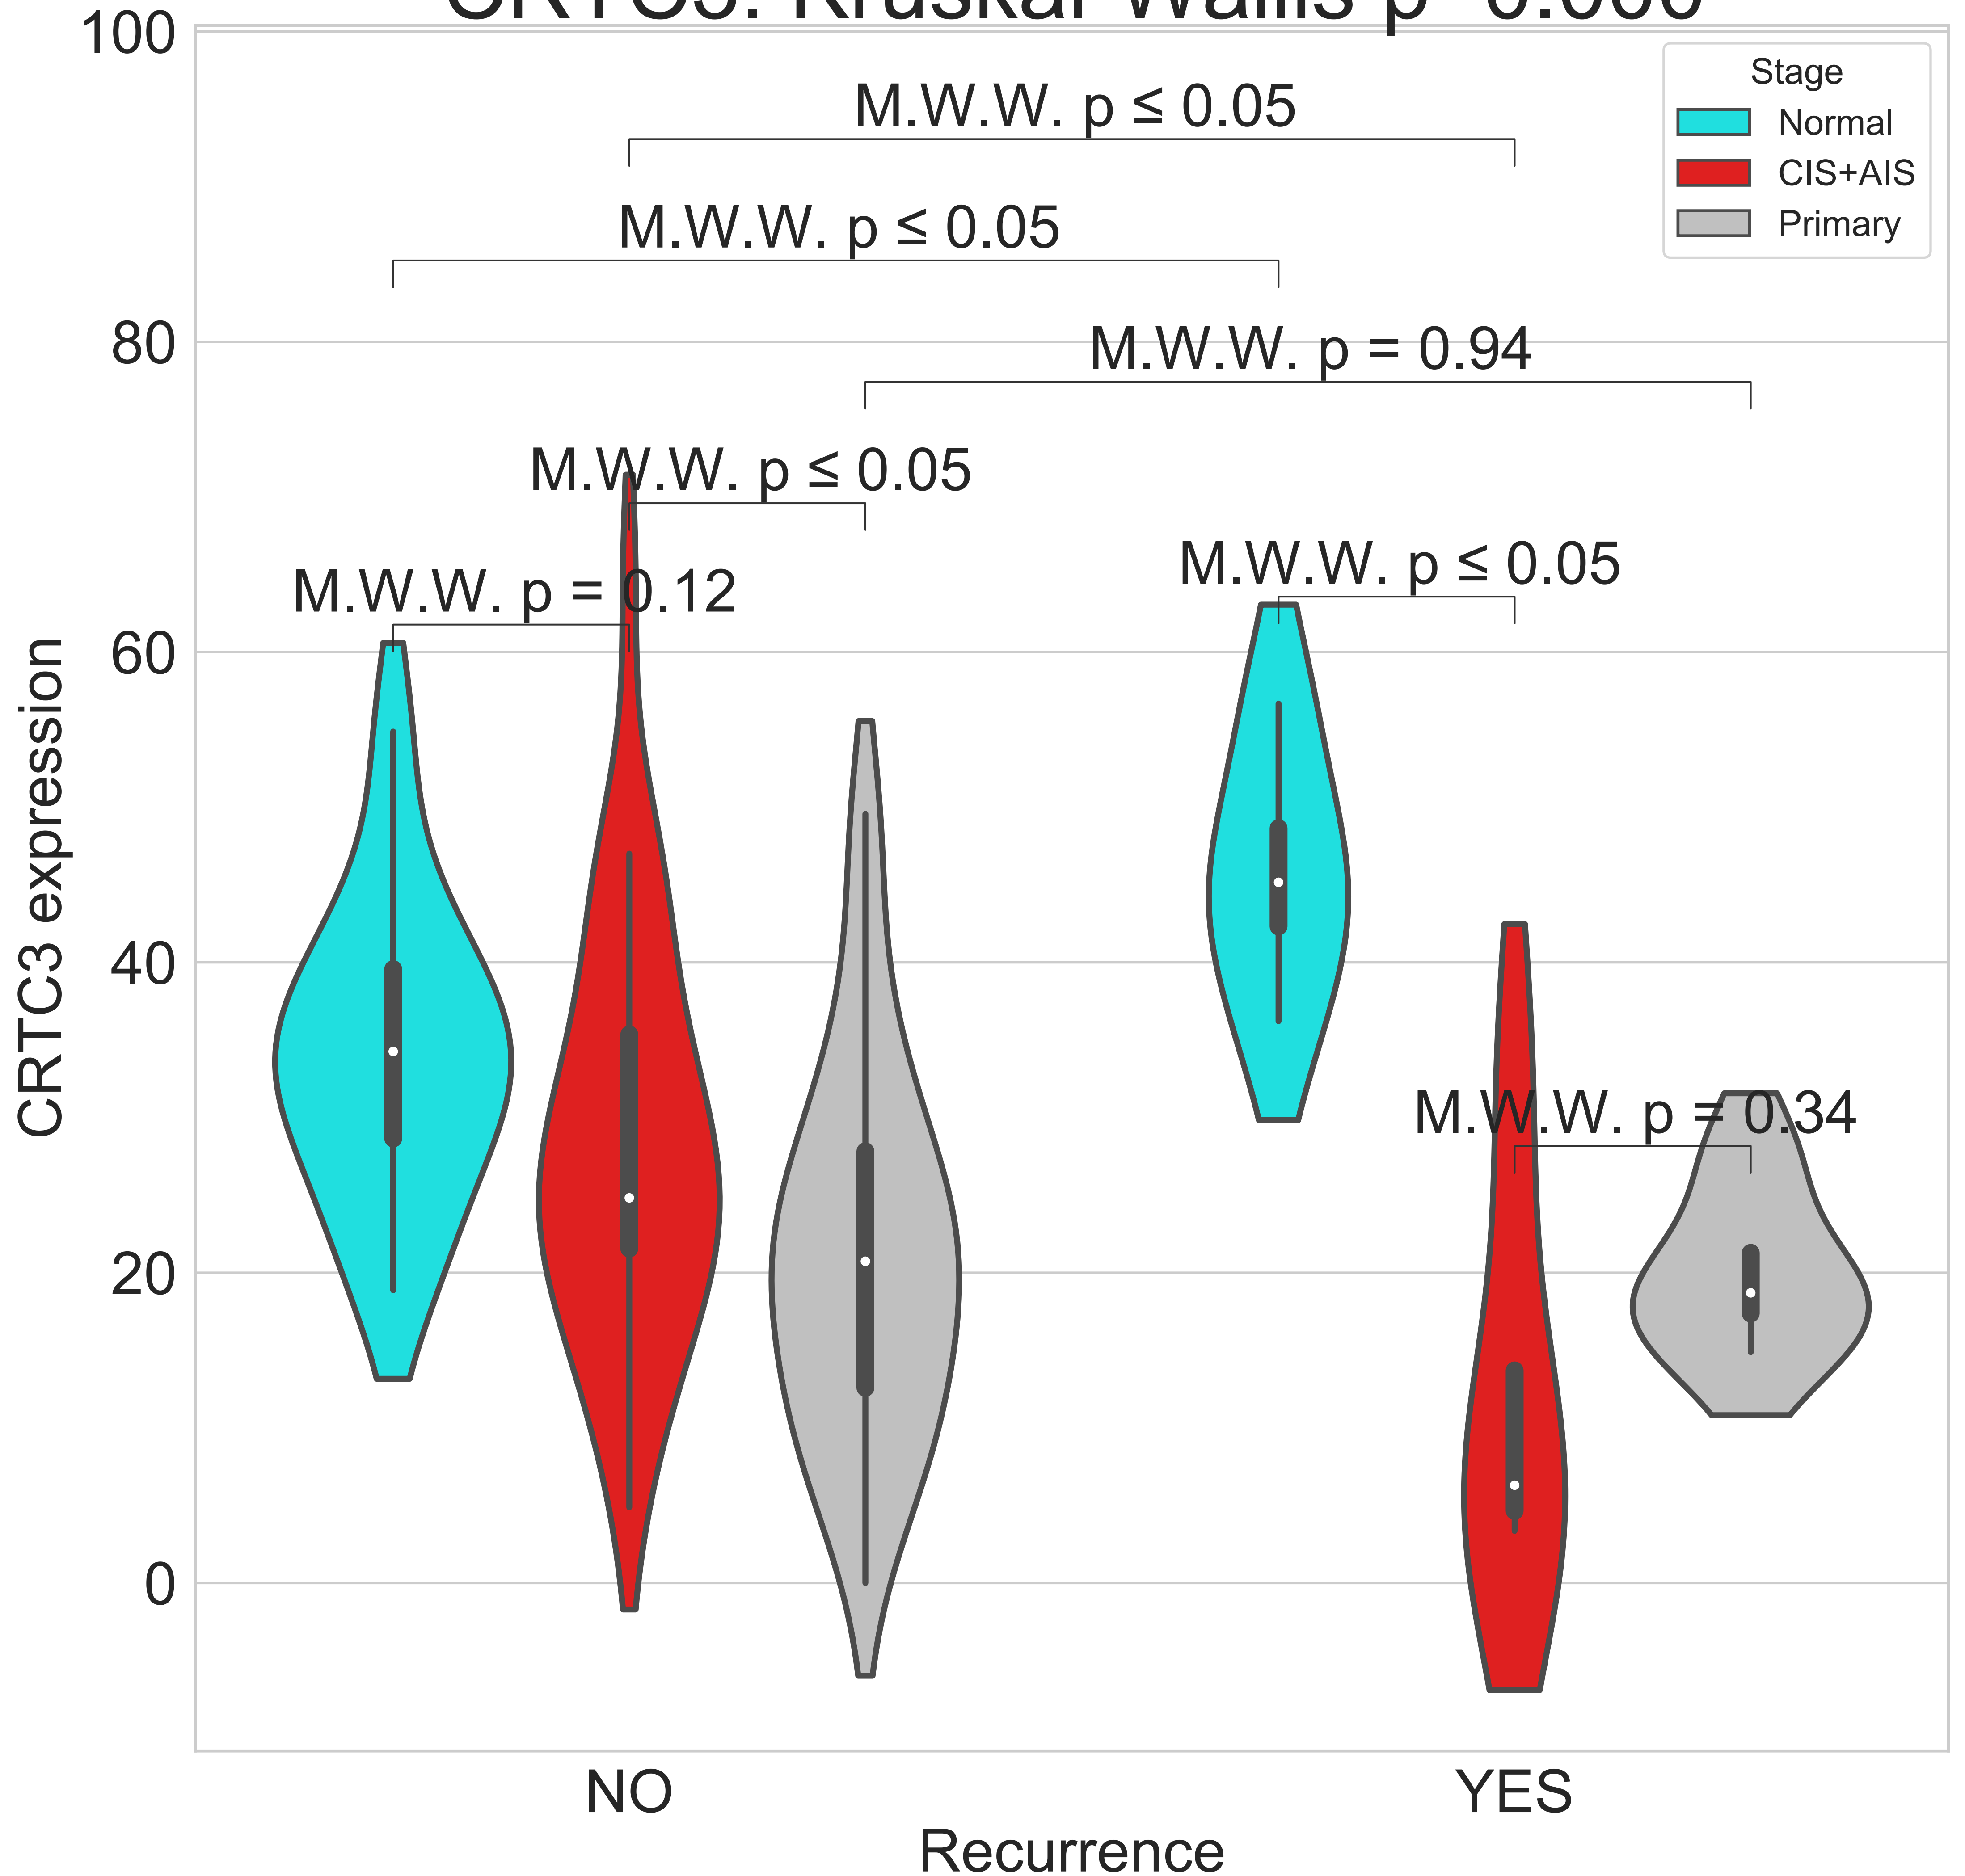 CRTC3: Kruskal-Wallis p=0.000
100
80
60
40
20
0
CRTC3 expression
M.W.W. p ≤ 0.05
M.W.W. p ≤ 0.05
M.W.W. p = 0.94
M.W.W. p ≤ 0.05
M.W.W. p ≤ 0.05
M.W.W. p = 0.12
M.W.W. p = 0.34
Stage
Normal
CIS+AIS
Primary
NO
YES
Recurrence